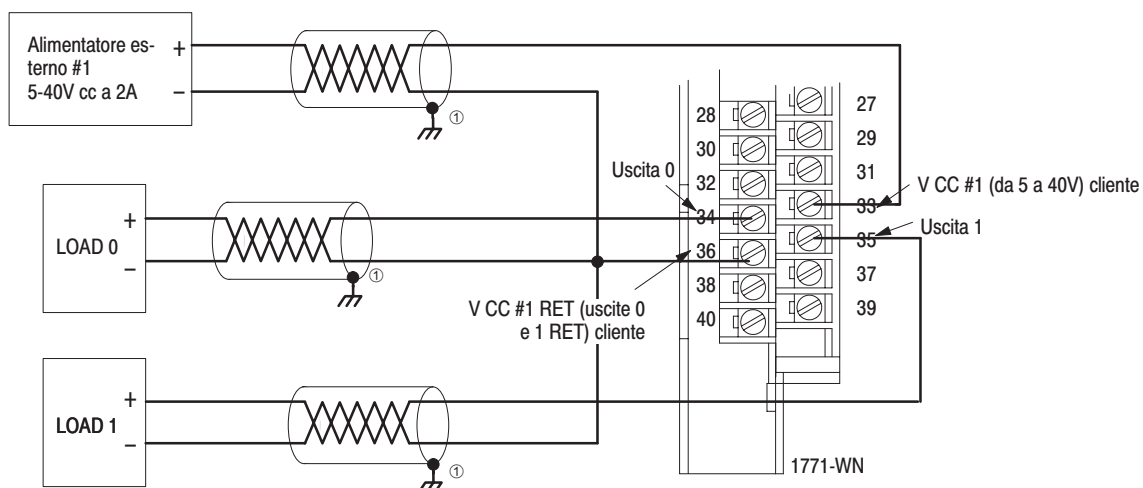 Alimentatore es-
terno #1
5-40V cc a 2A
+
−
①
LOAD 0
+
−
①
LOAD 1
+
−
①
Uscita 0
V CC #1 RET (uscite 0
e 1 RET) cliente
28
30
32
34
36
38
40
27
29
31
33
35
37
39
V CC #1 (da 5 a 40V) cliente
Uscita 1
1771-WN